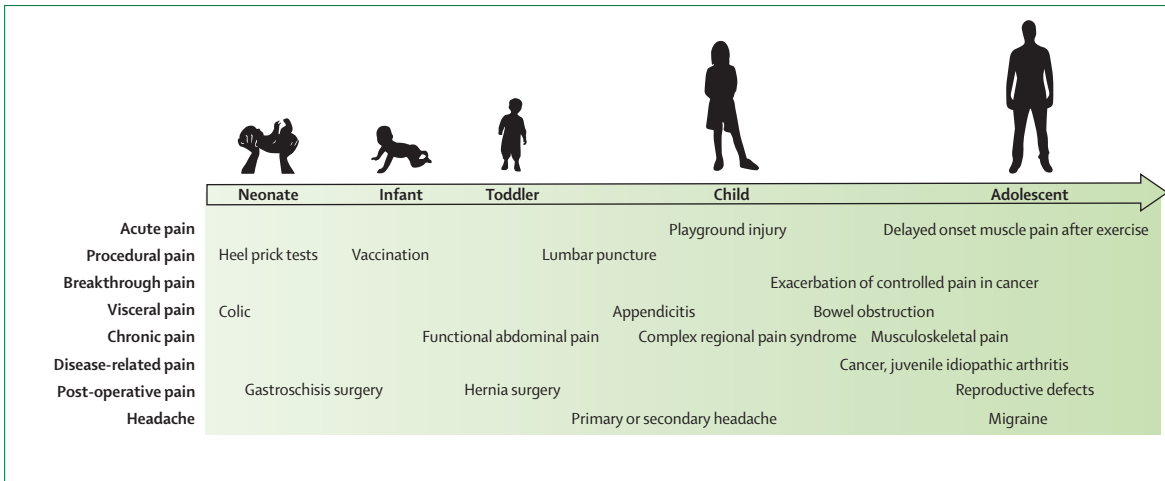 Neonate Infant Toddler Child Adolescent
Acute pain Playground injury Delayed onset muscle pain after exercise
Procedural pain Heel prick tests Vaccination Lumbar puncture
Breakthrough pain Exacerbation of controlled pain in cancer
Visceral pain Colic Appendicitis Bowel obstruction
Chronic pain Functional abdominal pain Complex regional pain syndrome Musculoskeletal pain
Disease-related pain Cancer, juvenile idiopathic arthritis
Post-operative pain Gastroschisis surgery Hernia surgery Reproductive defects
Headache Primary or secondary headache Migraine